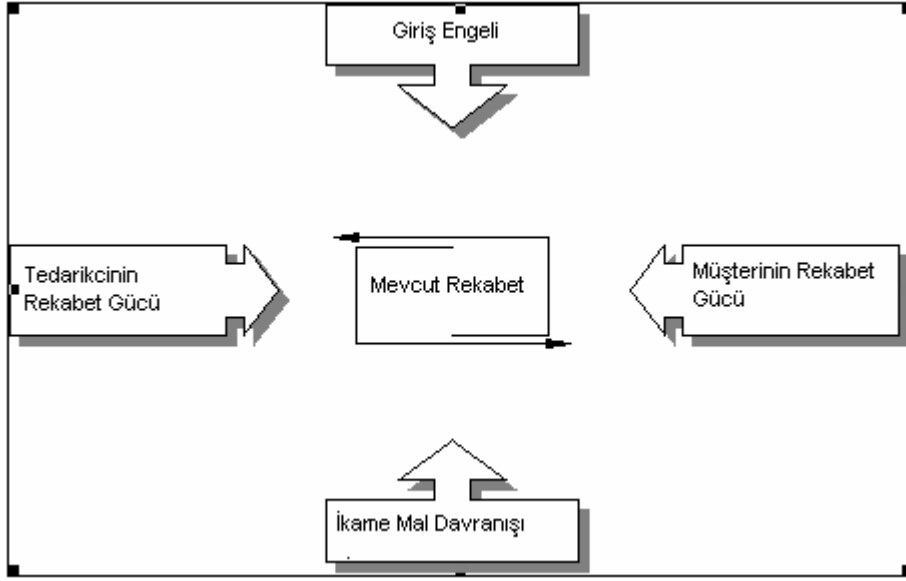 Giriş Engeli
Tedarikcinin
Rekabet Gücü
Mevcut Rekabet
Müşterinin Rekabet
Gücü
İkame Mal Davranışı
.